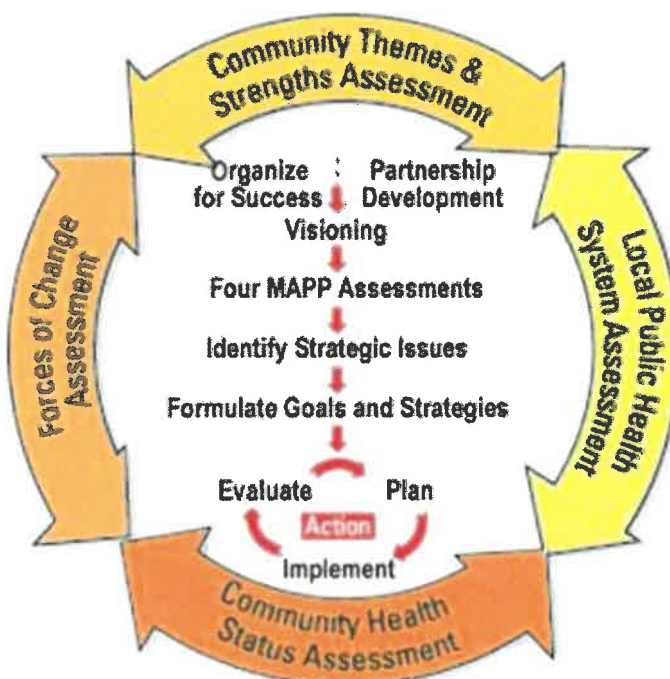 Community Themes &
Strengths Assessment
Organize : Partnership
for Success Development
Visioning
Four MAPP Assessments
Identify Strategic Issues
Formulate Goals and Strategies
Evaluate Plan
Action
Implement
Forces of Change
Assessment
Local Public Health
System Assessment
Community Health
Status Assessment